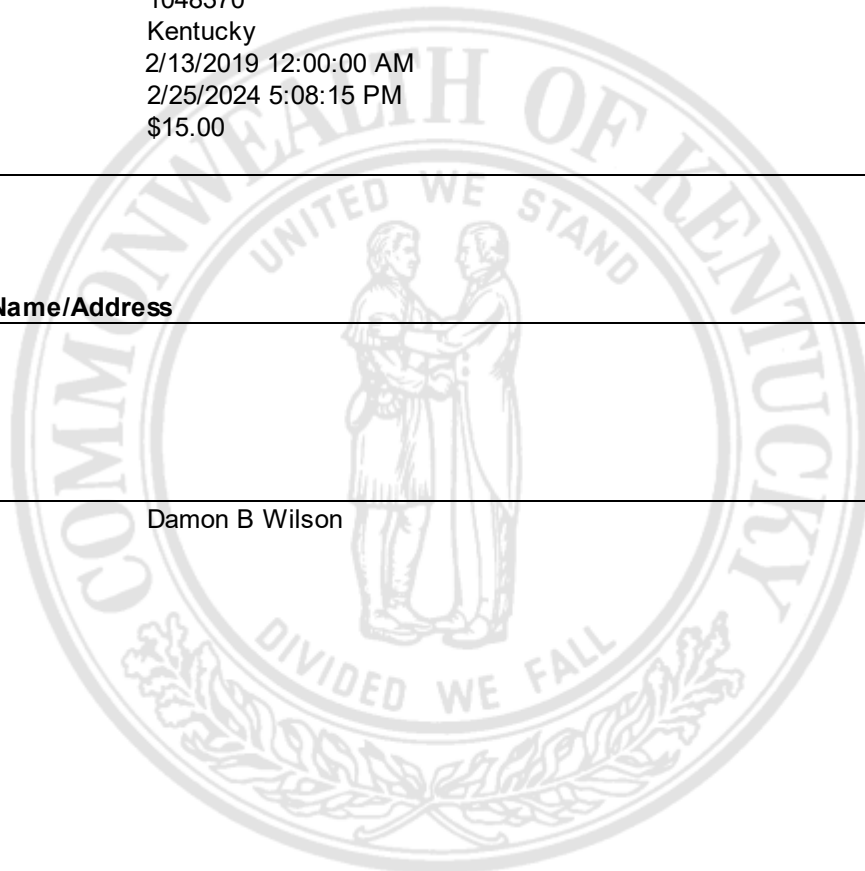 Kentucky
2/13/2019 12:00:00 AM
2/25/2024 5:08:15 PM
$15.00
COMMONWEALTH OF KENTUCKY
UNITED WE STAND
Name/Address
Damon B Wilson
DIVIDED WE FALL